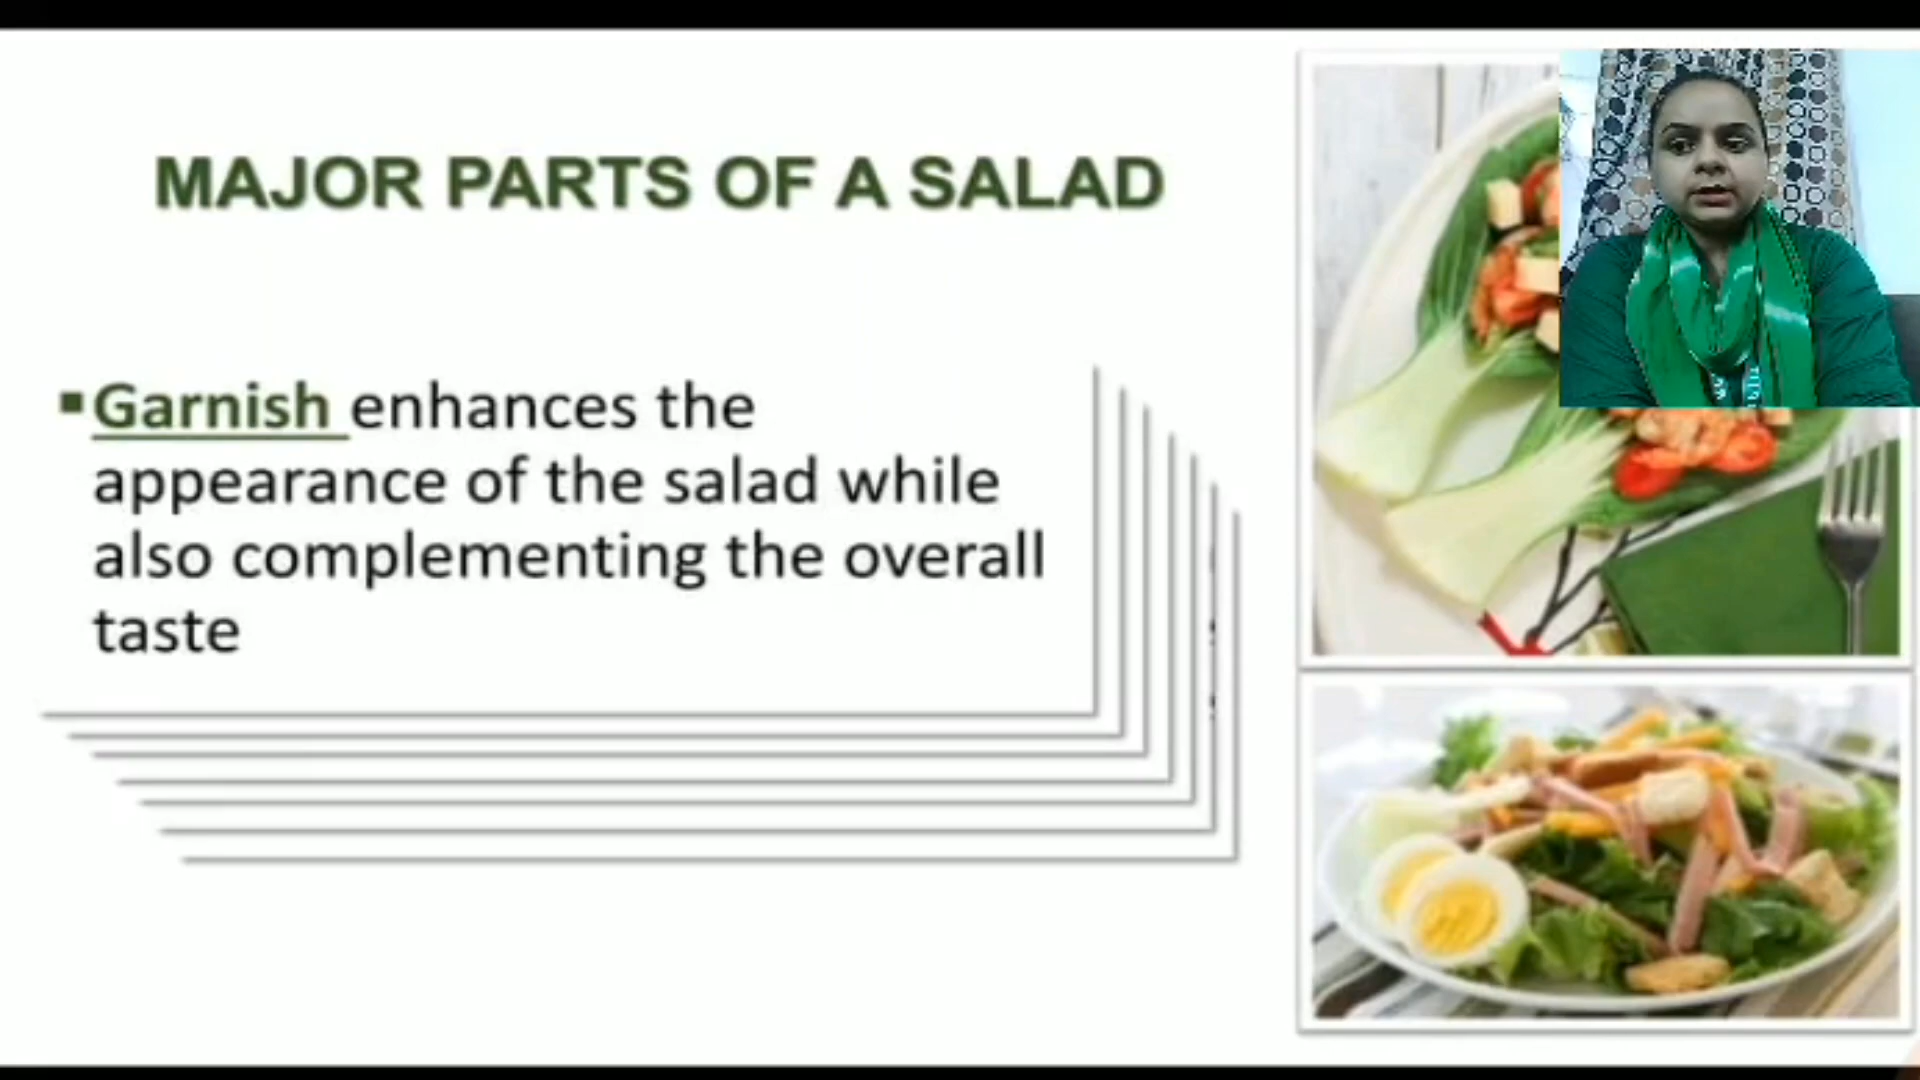 MAJOR PARTS OF A SALAD
▪Garnish enhances the
appearance of the salad while
also complementing the overall
taste